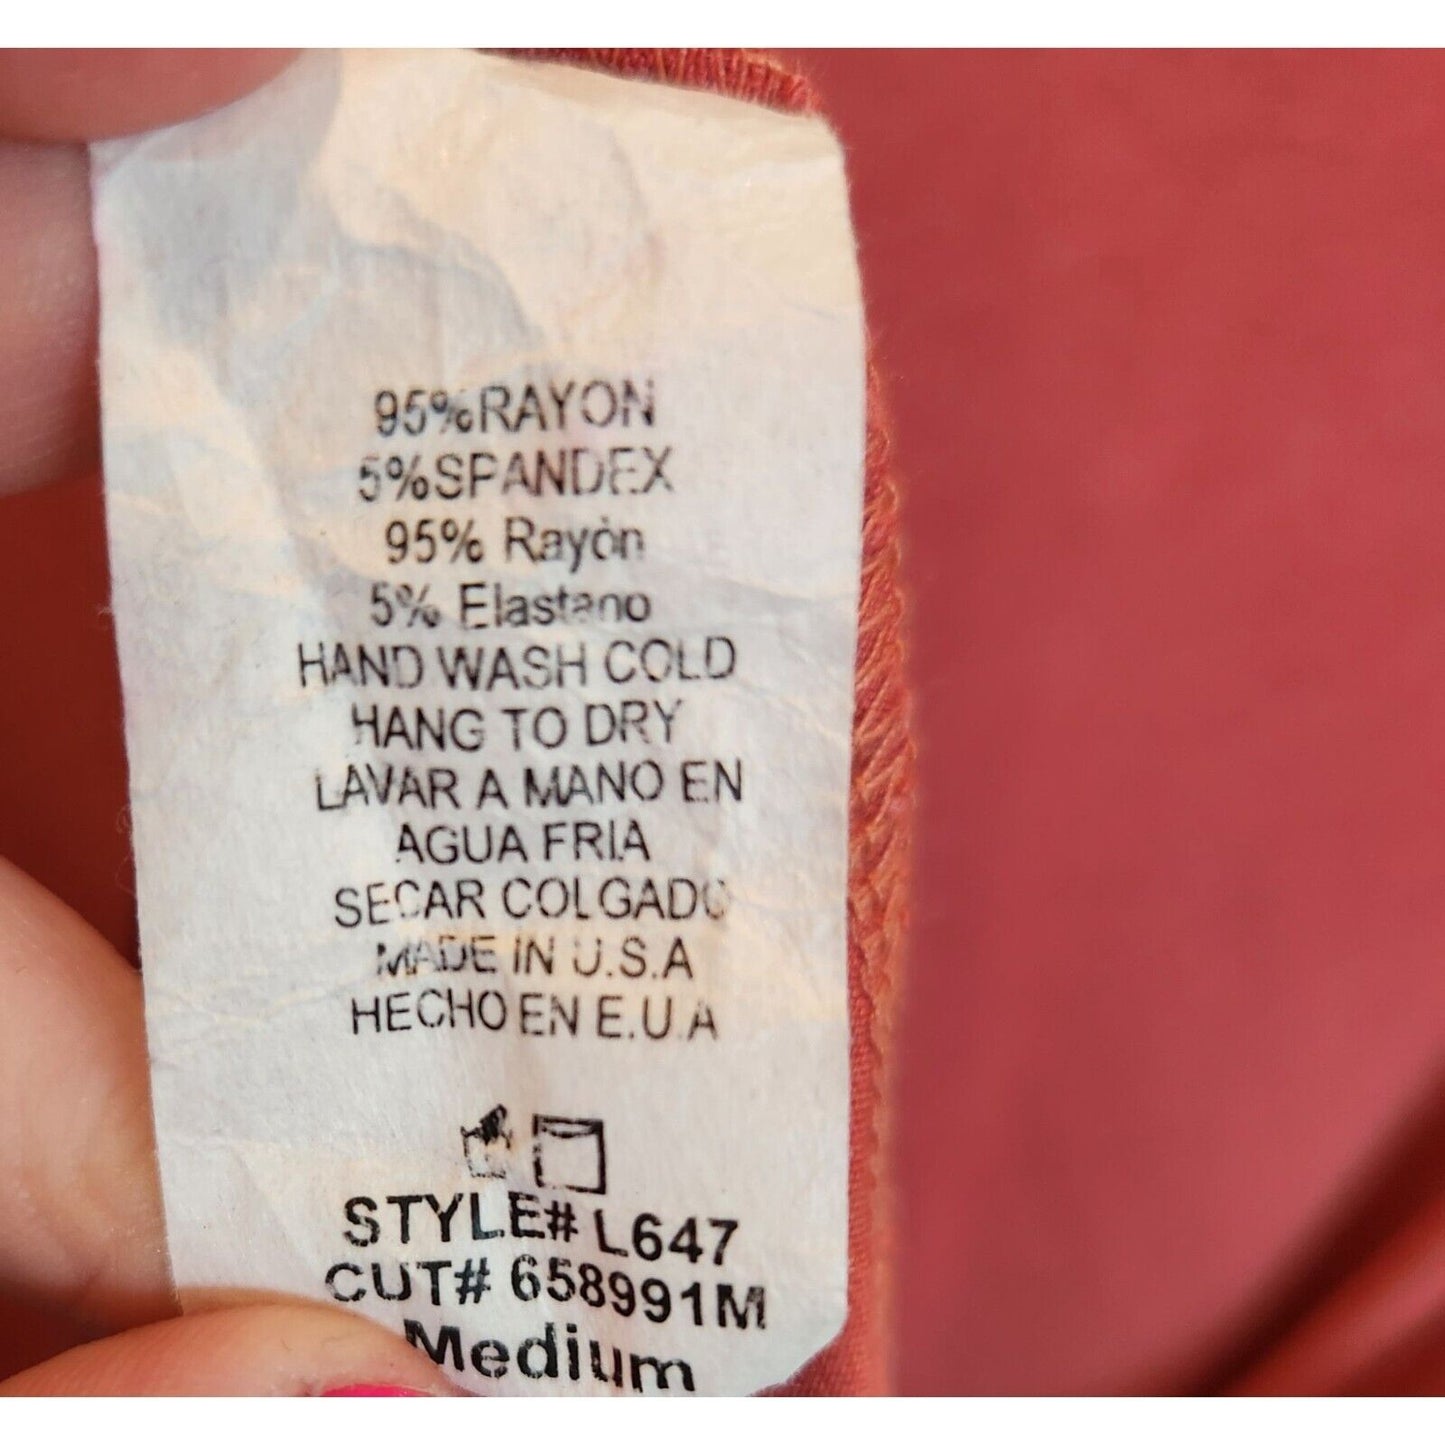 95%RAYON
5%SPANDEX
95% Rayòn
5% Elastano
HAND WASH COLD
HANG TO DRY
LAVAR A MANO EN
AGUA FRIA
SECAR COLGADO
MADE IN U.S.A
HECHO EN E.U.A
STYLE# L647
CUT# 658991M
Medium